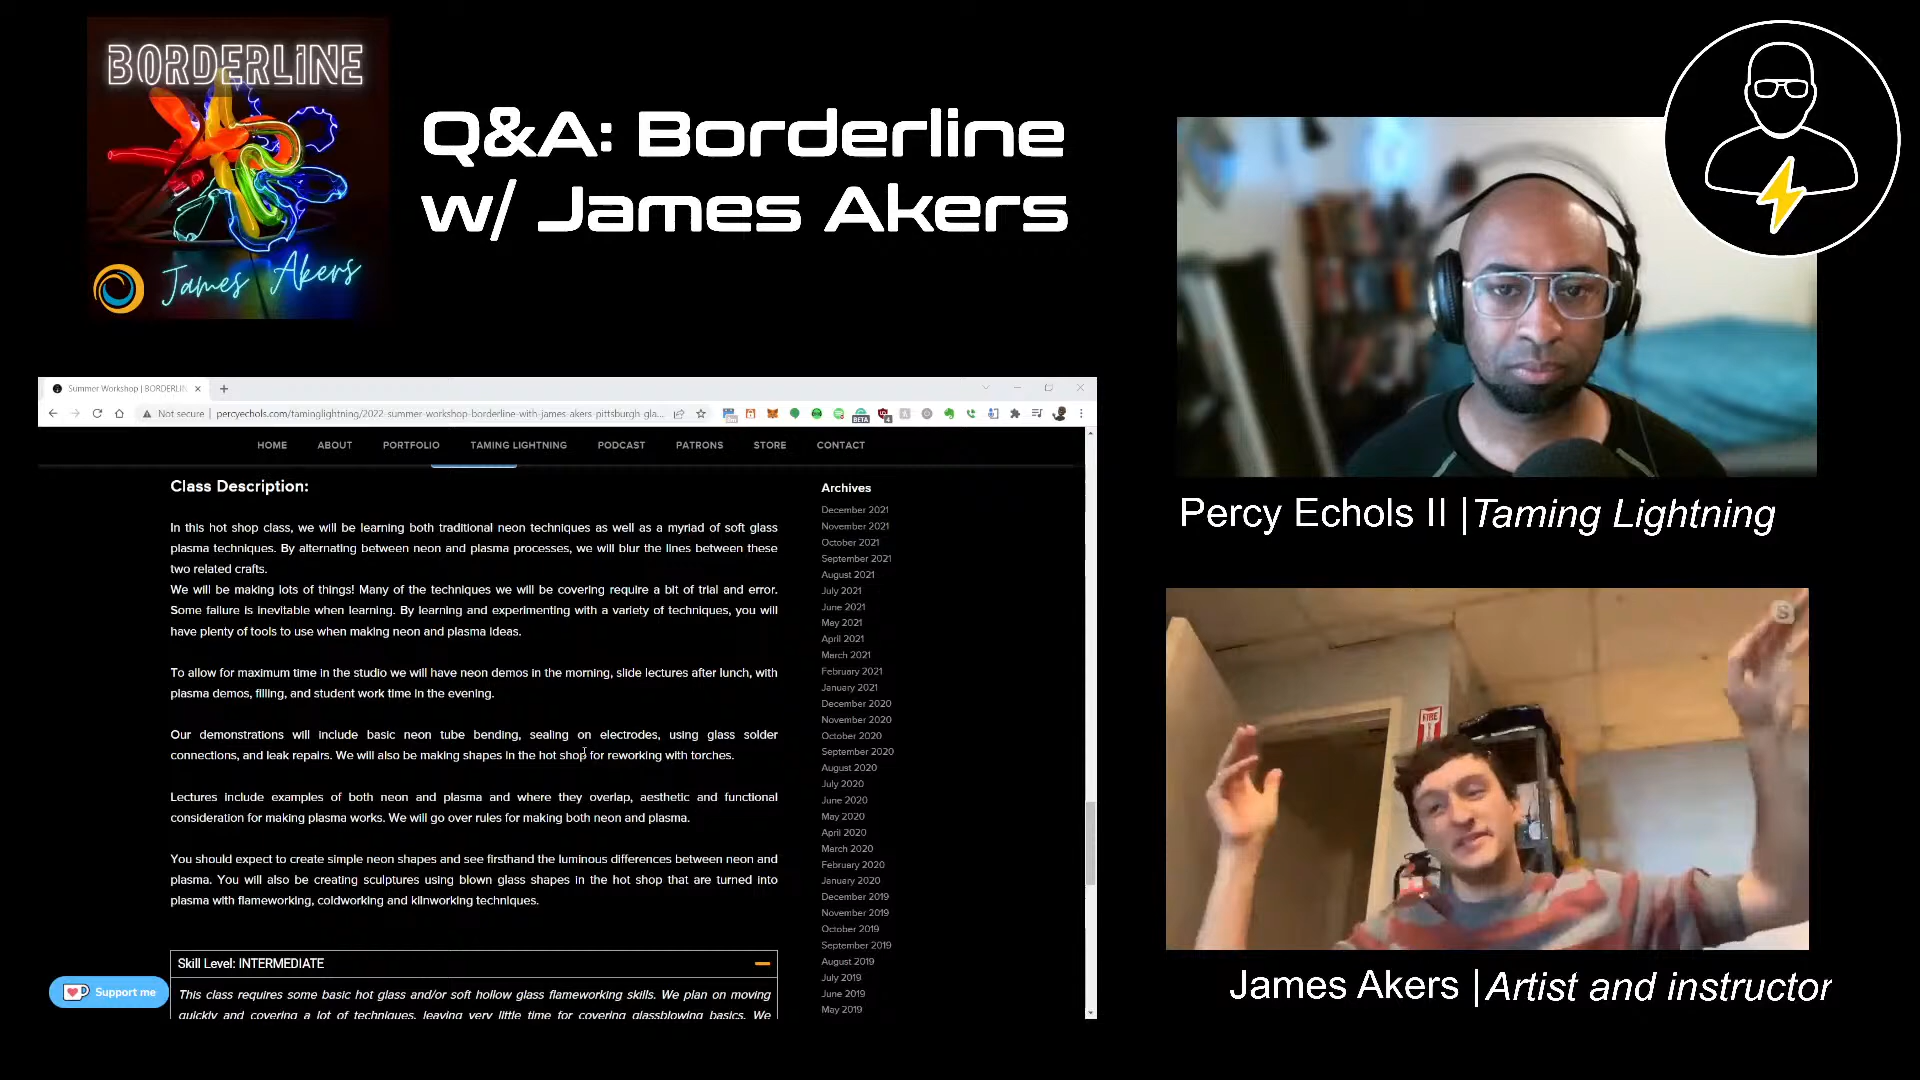 BORDERLINE
James Akers
Q&A: Borderline
w/ James Akers
Summer Workshop | BORDERLIN
Not secure | percyechols.com/taminglightning/2022-summer-workshop-borderline-with-james-akers-pittsburgh-gla...
BETA
HOME ABOUT PORTFOLIO TAMING LIGHTNING PODCAST PATRONS STORE CONTACT
Class Description:
In this hot shop class, we will be learning both traditional neon techniques as well as a myriad of soft glass
plasma techniques. By alternating between neon and plasma processes, we will blur the lines between these
two related crafts.
We will be making lots of things! Many of the techniques we will be covering require a bit of trial and error.
Some failure is inevitable when learning. By learning and experimenting with a variety of techniques, you will
have plenty of tools to use when making neon and plasma ideas.
To allow for maximum time in the studio we will have neon demos in the morning, slide lectures after lunch, with
plasma demos, filling, and student work time in the evening.
Our demonstrations will include basic neon tube bending, sealing on electrodes, using glass solder
connections, and leak repairs. We will also be making shapes in the hot shop for reworking with torches.
Lectures include examples of both neon and plasma and where they overlap, aesthetic and functional
consideration for making plasma works. We will go over rules for making both neon and plasma.
You should expect to create simple neon shapes and see firsthand the luminous differences between neon and
plasma. You will also be creating sculptures using blown glass shapes in the hot shop that are turned into
plasma with flameworking, coldworking and kilnworking techniques.
Skill Level: INTERMEDIATE
This class requires some basic hot glass and/or soft hollow glass flameworking skills. We plan on moving
quickly and covering a lot of techniques, leaving very little time for covering glassblowing basics. We
Support me
Archives
December 2021
November 2021
October 2021
September 2021
August 2021
July 2021
June 2021
May 2021
April 2021
March 2021
February 2021
January 2021
December 2020
November 2020
October 2020
September 2020
August 2020
July 2020
June 2020
May 2020
April 2020
March 2020
February 2020
January 2020
December 2019
November 2019
October 2019
September 2019
August 2019
July 2019
June 2019
May 2019
Percy Echols II | Taming Lightning
FIRE
James Akers | Artist and instructor